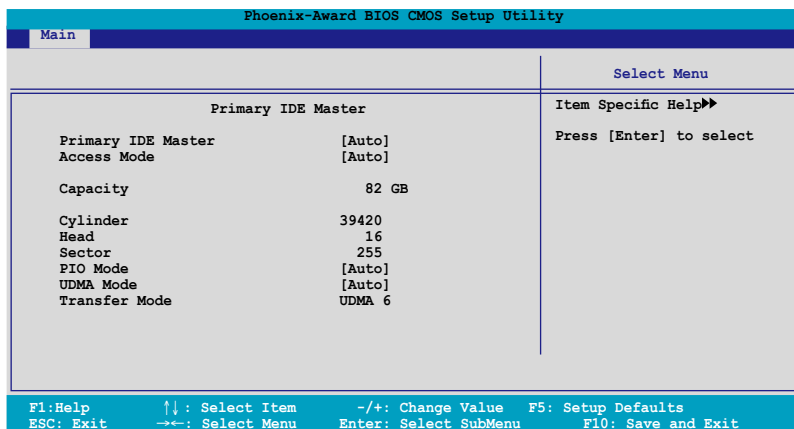 Phoenix-Award BIOS CMOS Setup Utility
Main
Select Menu
Primary IDE Master
Item Specific Help▶▶
Primary IDE Master [Auto]
Press [Enter] to select
Access Mode [Auto]
Capacity 82 GB
Cylinder 39420
Head 16
Sector 255
PIO Mode [Auto]
UDMA Mode [Auto]
Transfer Mode UDMA 6
F1:Help ↑↓ : Select Item -/+: Change Value F5: Setup Defaults
ESC: Exit →←: Select Menu Enter: Select SubMenu F10: Save and Exit